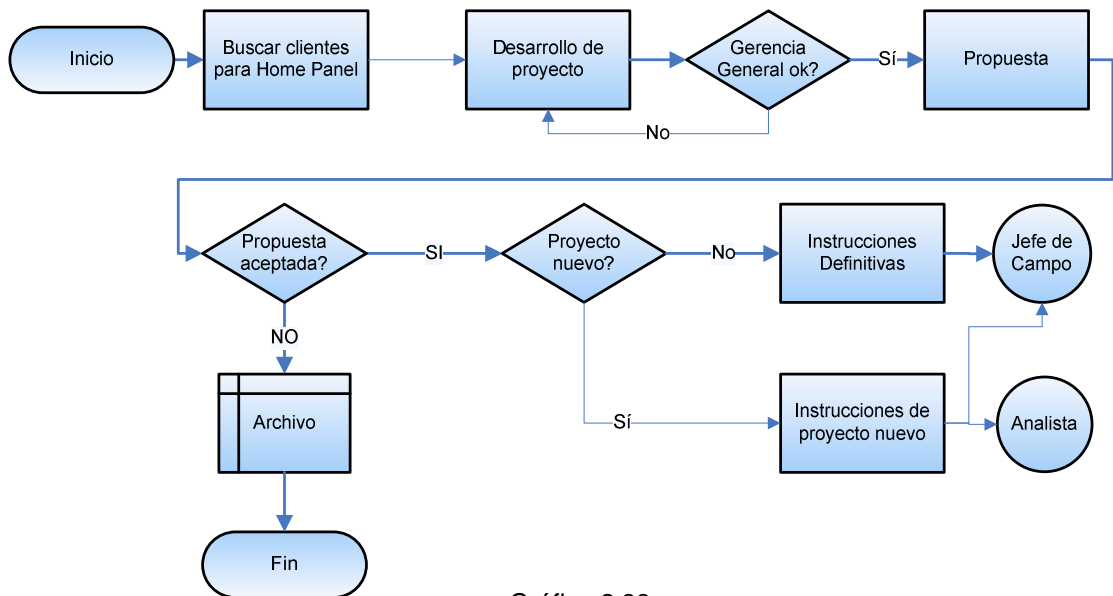 Inicio
Buscar clientes
para Home Panel
Desarrollo de
proyecto
Gerencia
General ok?
Sí
Propuesta
No
Propuesta
aceptada?
SI
Proyecto
nuevo?
No
Instrucciones
Definitivas
Jefe de
Campo
NO
Archivo
Sí
Instrucciones de
proyecto nuevo
Analista
Fin